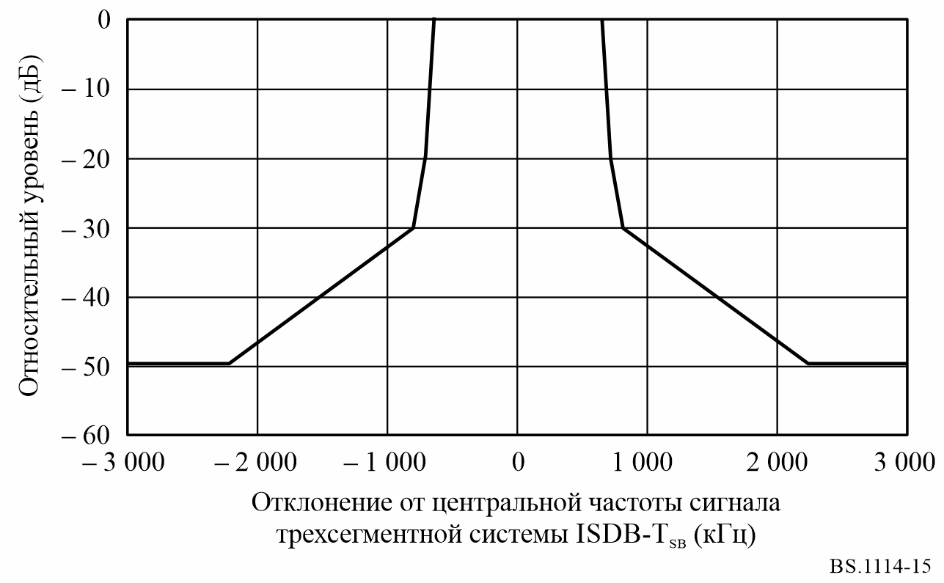 Относительный уровень (дБ)
0
– 10
– 20
– 30
– 40
– 50
– 60
– 3 000 – 2 000 – 1 000 0 1 000 2 000 3 000
Отклонение от центральной частоты сигнала
трехсегментной системы ISDB-TSB (кГц)
BS.1114-15